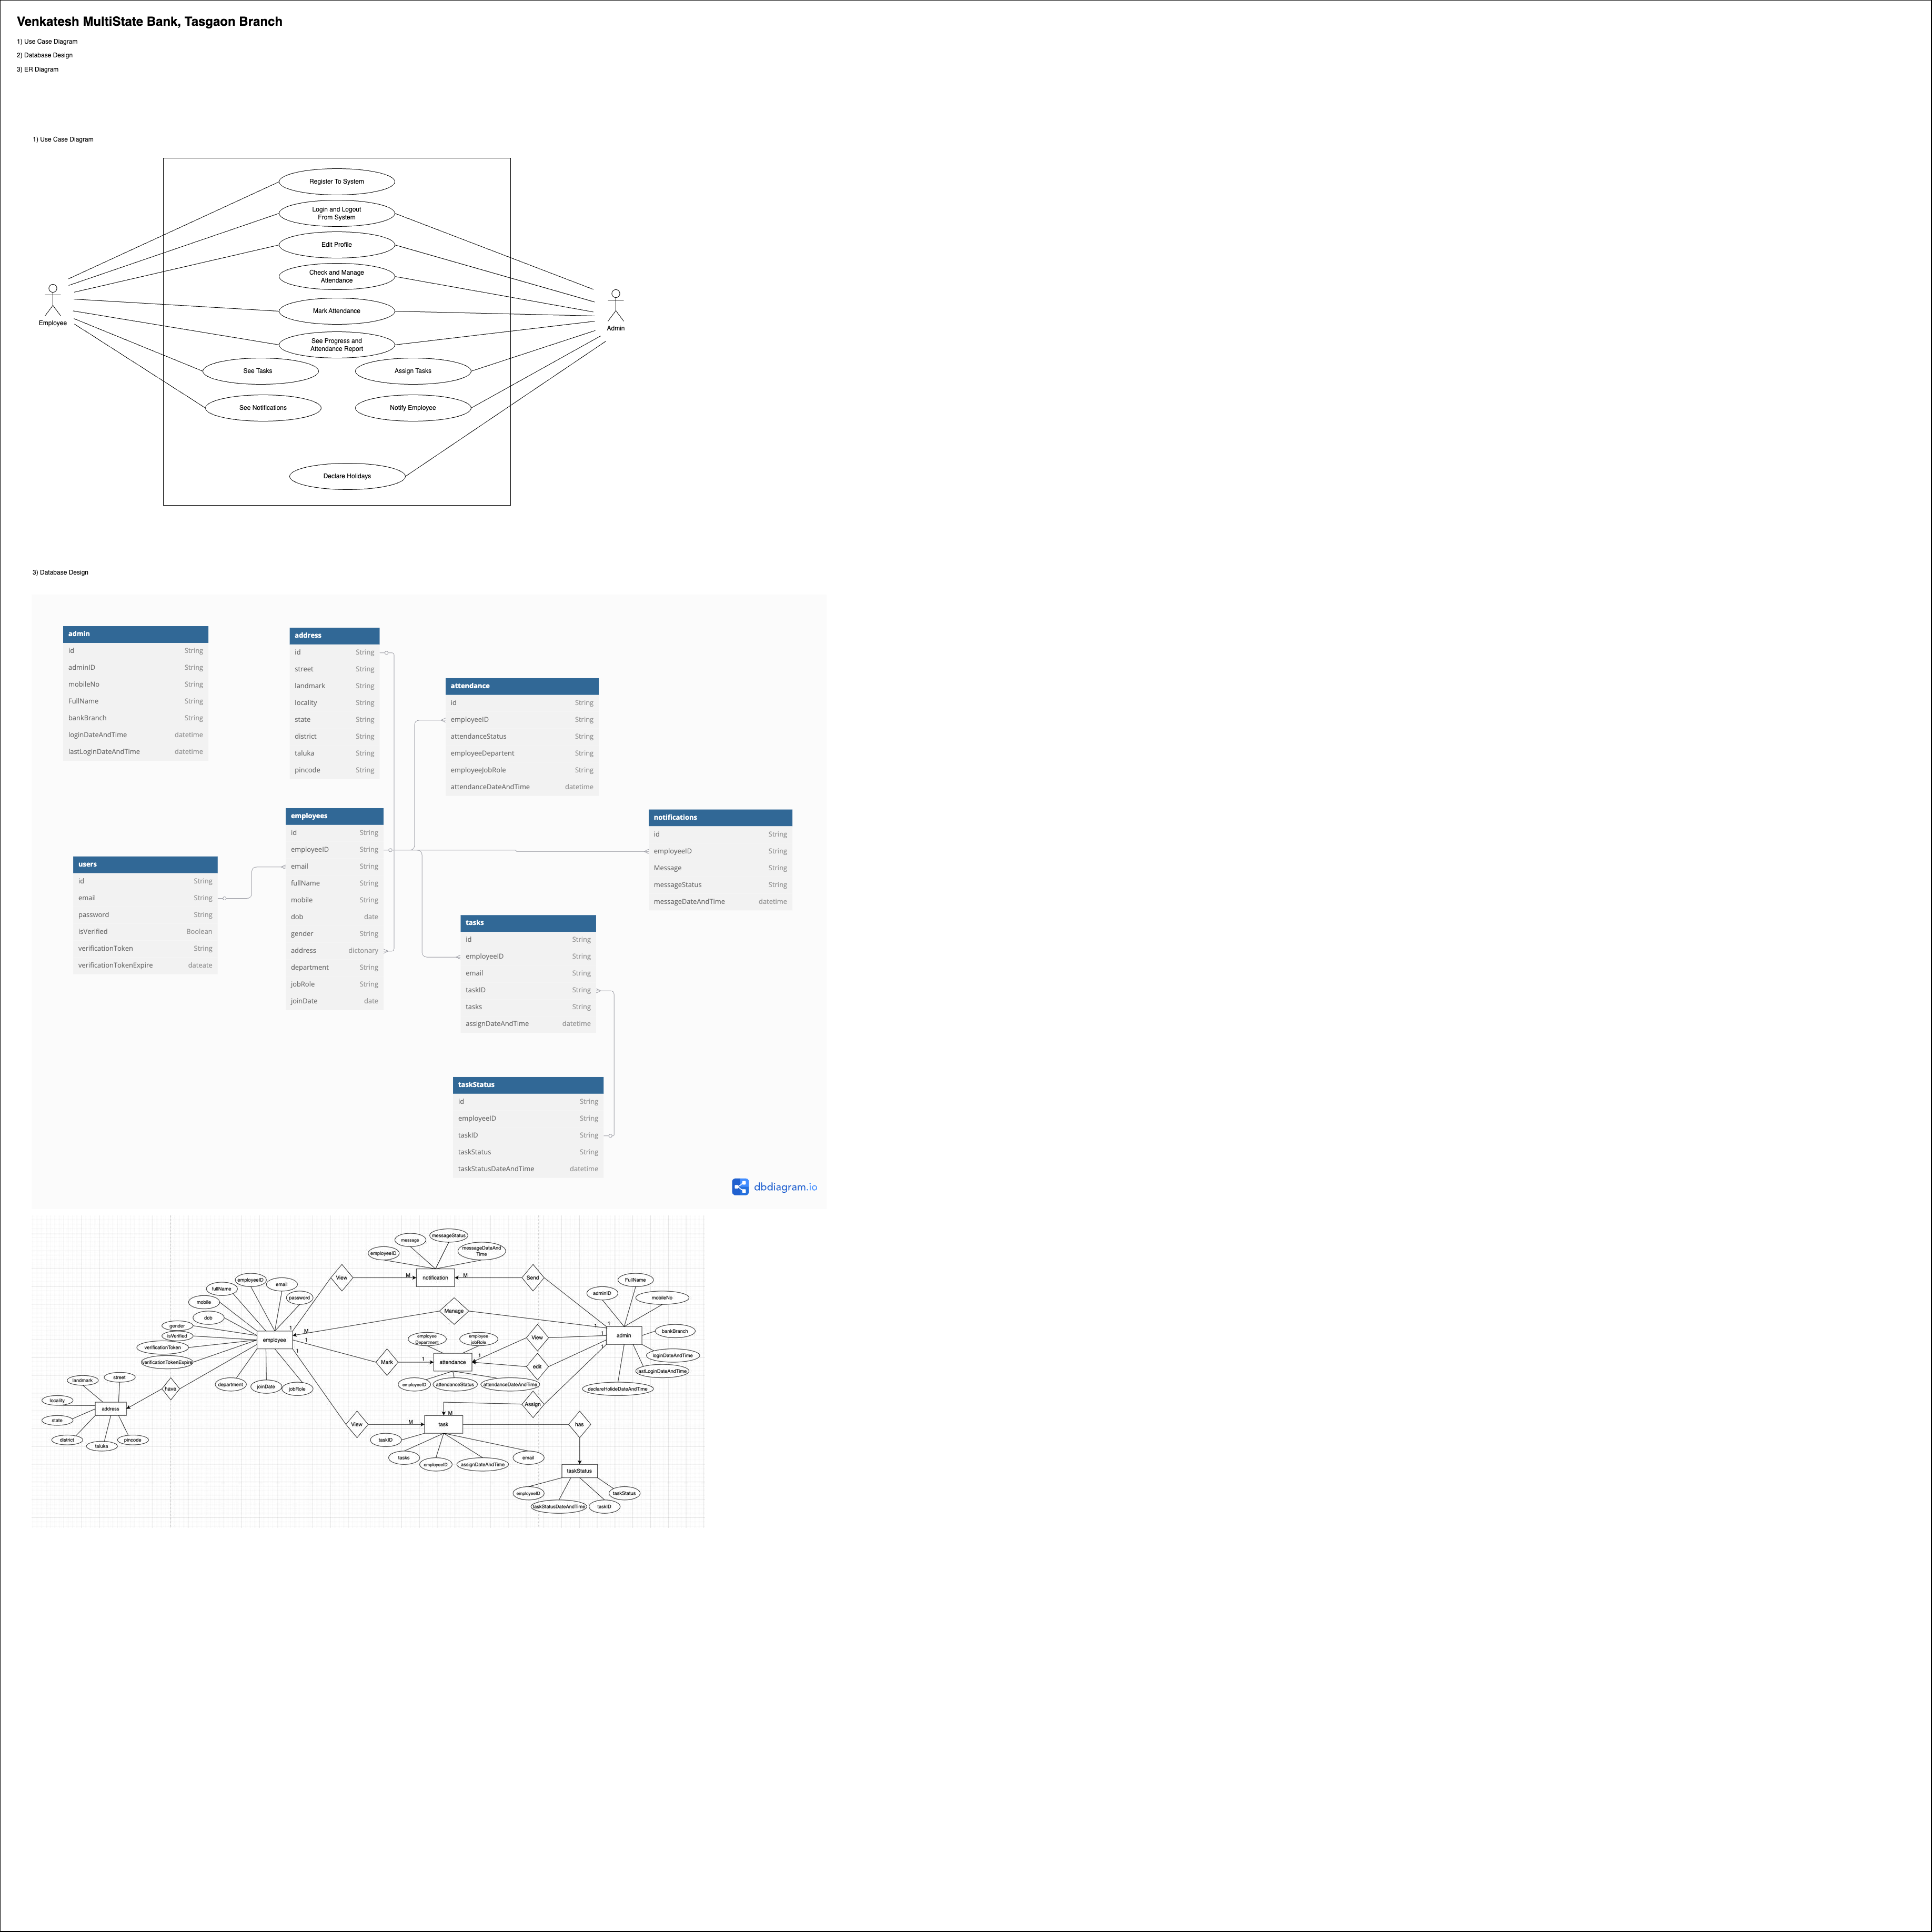 Venkatesh MultiState Bank, Tasgaon Branch
1) Use Case Diagram
2) Database Design
3) ER Diagram
1) Use Case Diagram
Register To System
Login and Logout
From System
Edit Profile
Check and Manage
Attendance
Mark Attendance
See Progress and
Attendance Report
See Tasks
Assign Tasks
See Notifications
Notify Employee
Declare Holidays
Employee
Admin
3) Database Design
admin
id String
adminID String
mobileNo String
FullName String
bankBranch String
loginDateAndTime datetime
lastLoginDateAndTime datetime
address
id String
street String
landmark String
locality String
state String
district String
taluka String
pincode String
attendance
id String
employeeID String
attendanceStatus String
employeeDepartent String
employeeJobRole String
attendanceDateAndTime datetime
employees
id String
employeeID String
email String
fullName String
mobile String
dob date
gender String
address dictonary
department String
jobRole String
joinDate date
notifications
id String
employeeID String
Message String
messageStatus String
messageDateAndTime datetime
users
id String
email String
password String
isVerified Boolean
verificationToken String
verificationTokenExpire dateate
tasks
id String
employeeID String
email String
taskID String
tasks String
assignDateAndTime datetime
taskStatus
id String
employeeID String
taskID String
taskStatus String
taskStatusDateAndTime datetime
dbdiagram.io
employeeID
message
messageStatus
messageDateAnd
Time
View
M
notification
M
Send
fullName
employeeID
email
password
mobile
dob
gender
isVerified
verificationToken
verificationTokenExpire
employee
1
M
1
1
department
joinDate
jobRole
Manage
adminID
FullName
mobileNo
bankBranch
loginDateAndTime
lastLoginDateAndTime
declareHolideDateAndTime
admin
1
1
1
1
employee
Department
employee
jobRole
View
1
Mark
1
attendance
edit
employeeID
attendanceStatus
attendanceDateAndTime
have
landmark
street
locality
address
state
district
taluka
pincode
Assign
M
View
M
task
has
taskID
tasks
employeeID
assignDateAndTime
email
taskStatus
employeeID
taskStatusDateAndTime
taskID
taskStatus